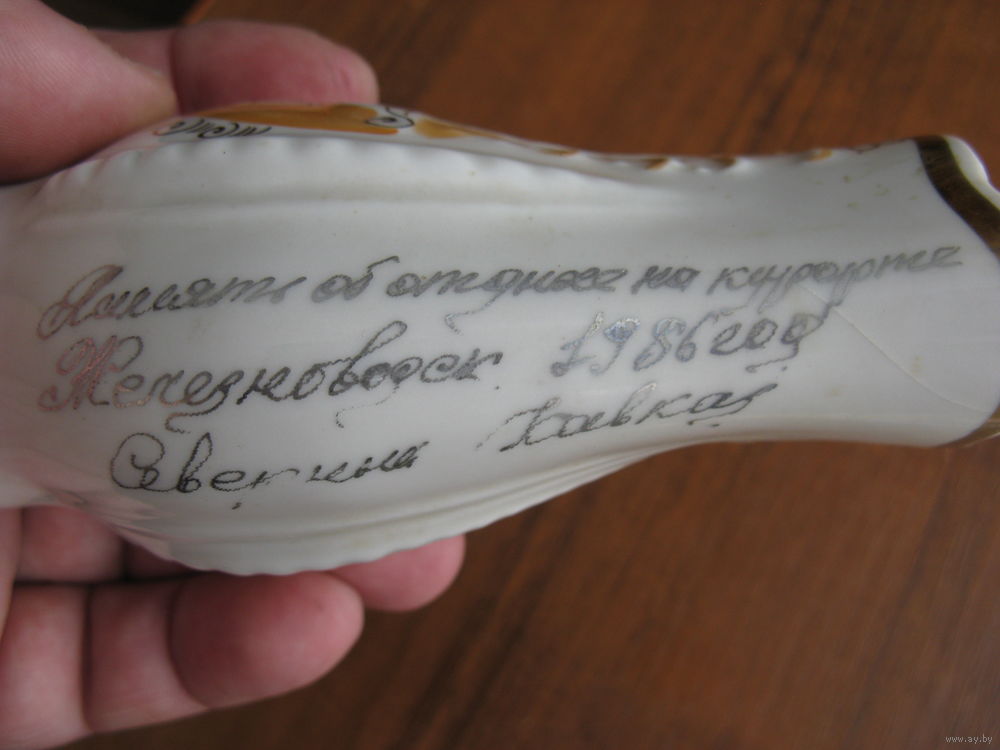 Память об отдыхе на курорте
Железноводск 1986 год
Северный Кавказ
www.ay.by